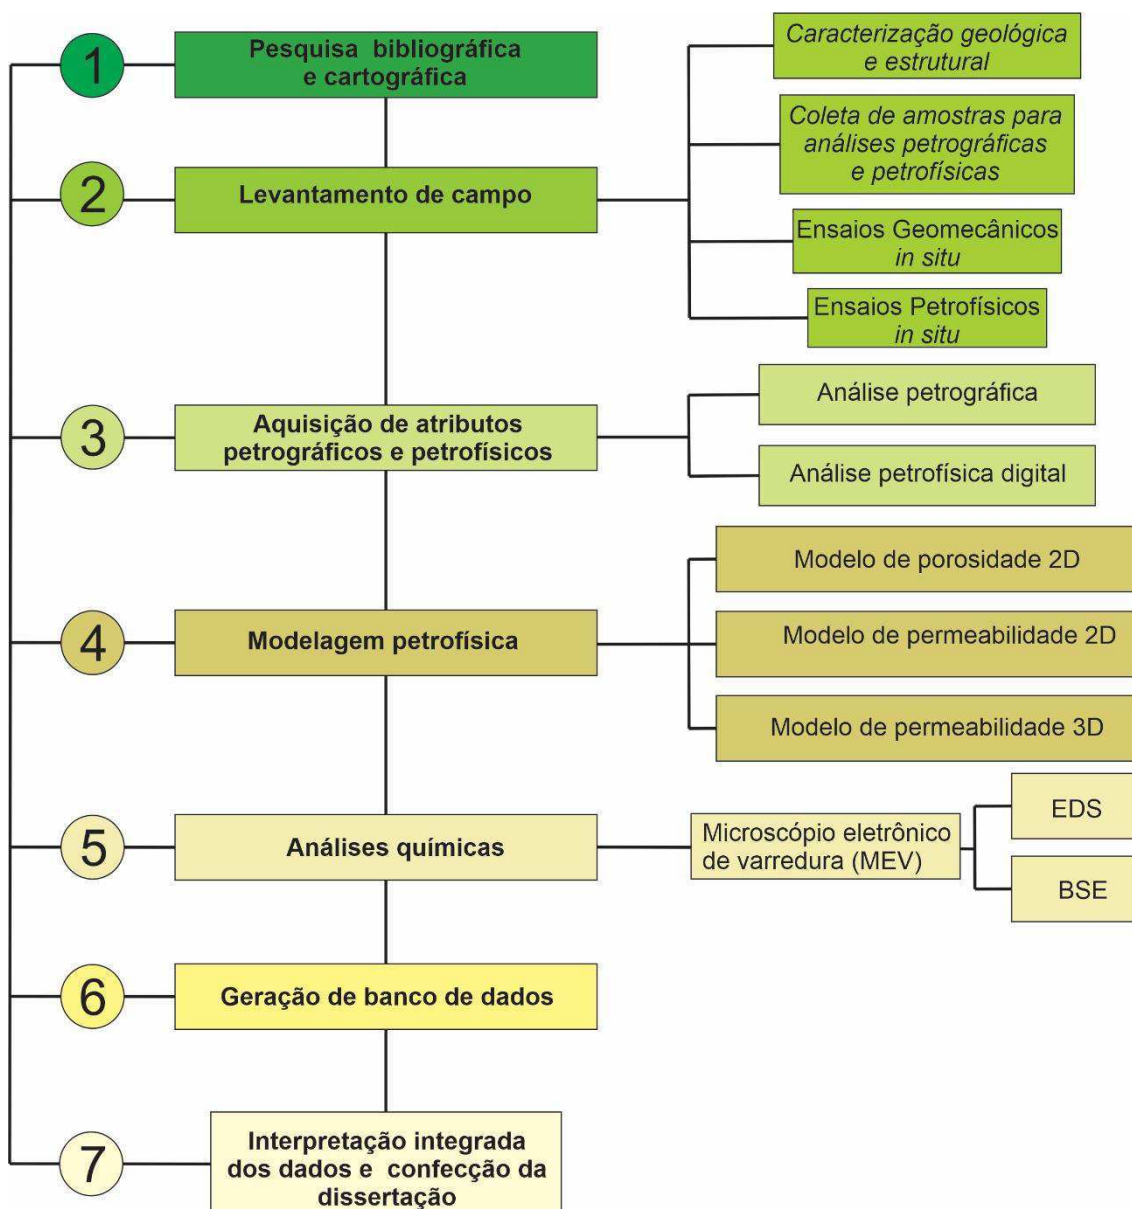 1
Pesquisa bibliográfica
e cartográfica
2
Levantamento de campo
Caracterização geológica
e estrutural
Coleta de amostras para
análises petrográficas
e petrofísicas
Ensaios Geomecânicos
in situ
Ensaios Petrofísicos
in situ
3
Aquisição de atributos
petrográficos e petrofísicos
Análise petrográfica
Análise petrofísica digital
4
Modelagem petrofísica
Modelo de porosidade 2D
Modelo de permeabilidade 2D
Modelo de permeabilidade 3D
5
Análises químicas
Microscópio eletrônico
de varredura (MEV)
EDS
BSE
6
Geração de banco de dados
7
Interpretação integrada
dos dados e confecção da
dissertação